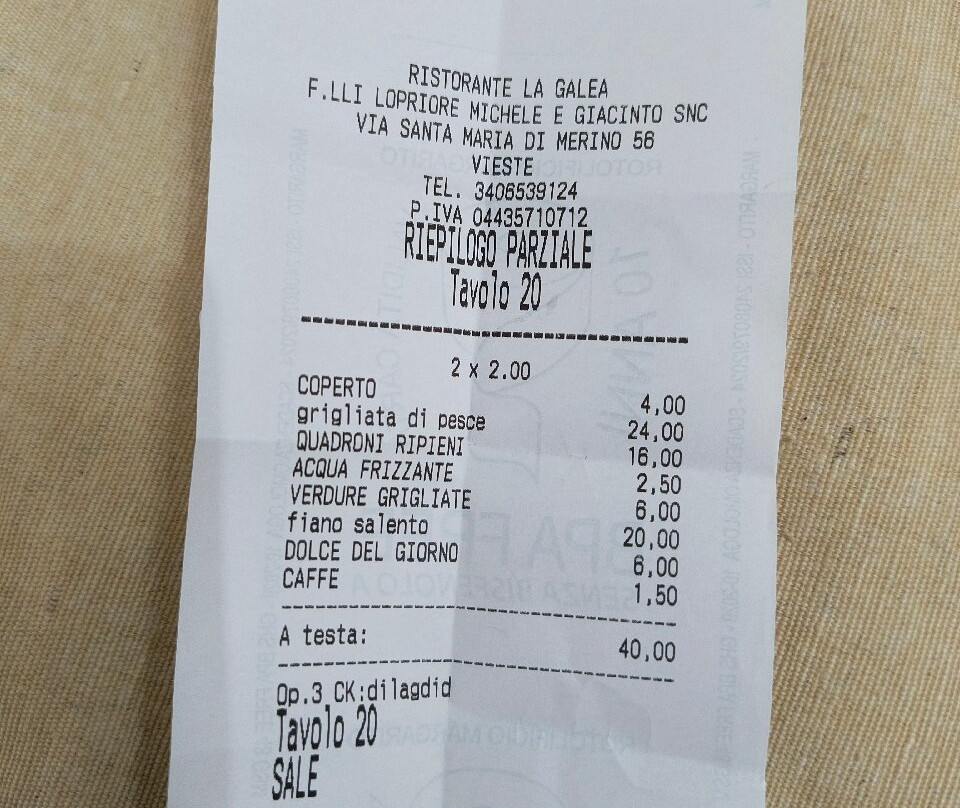 RISTORANTE LA GALEA
F.LLI LOPRIORE MICHELE E GIACINTO SNC
VIA SANTA MARIA DI MERINO 56
VIESTE
TEL. 3406539124
P.IVA 04435710712
RIEPILOGO PARZIALE
Tavolo 20
2 x 2.00
COPERTO 4,00
grigliata di pesce 24,00
QUADRONI RIPIENI 16,00
ACQUA FRIZZANTE 2,50
VERDURE GRIGLIATE 6,00
fiano salento 20,00
DOLCE DEL GIORNO 6,00
CAFFE 1,50
A testa: 40,00
Op.3 CK:dilagdid
Tavolo 20
SALE